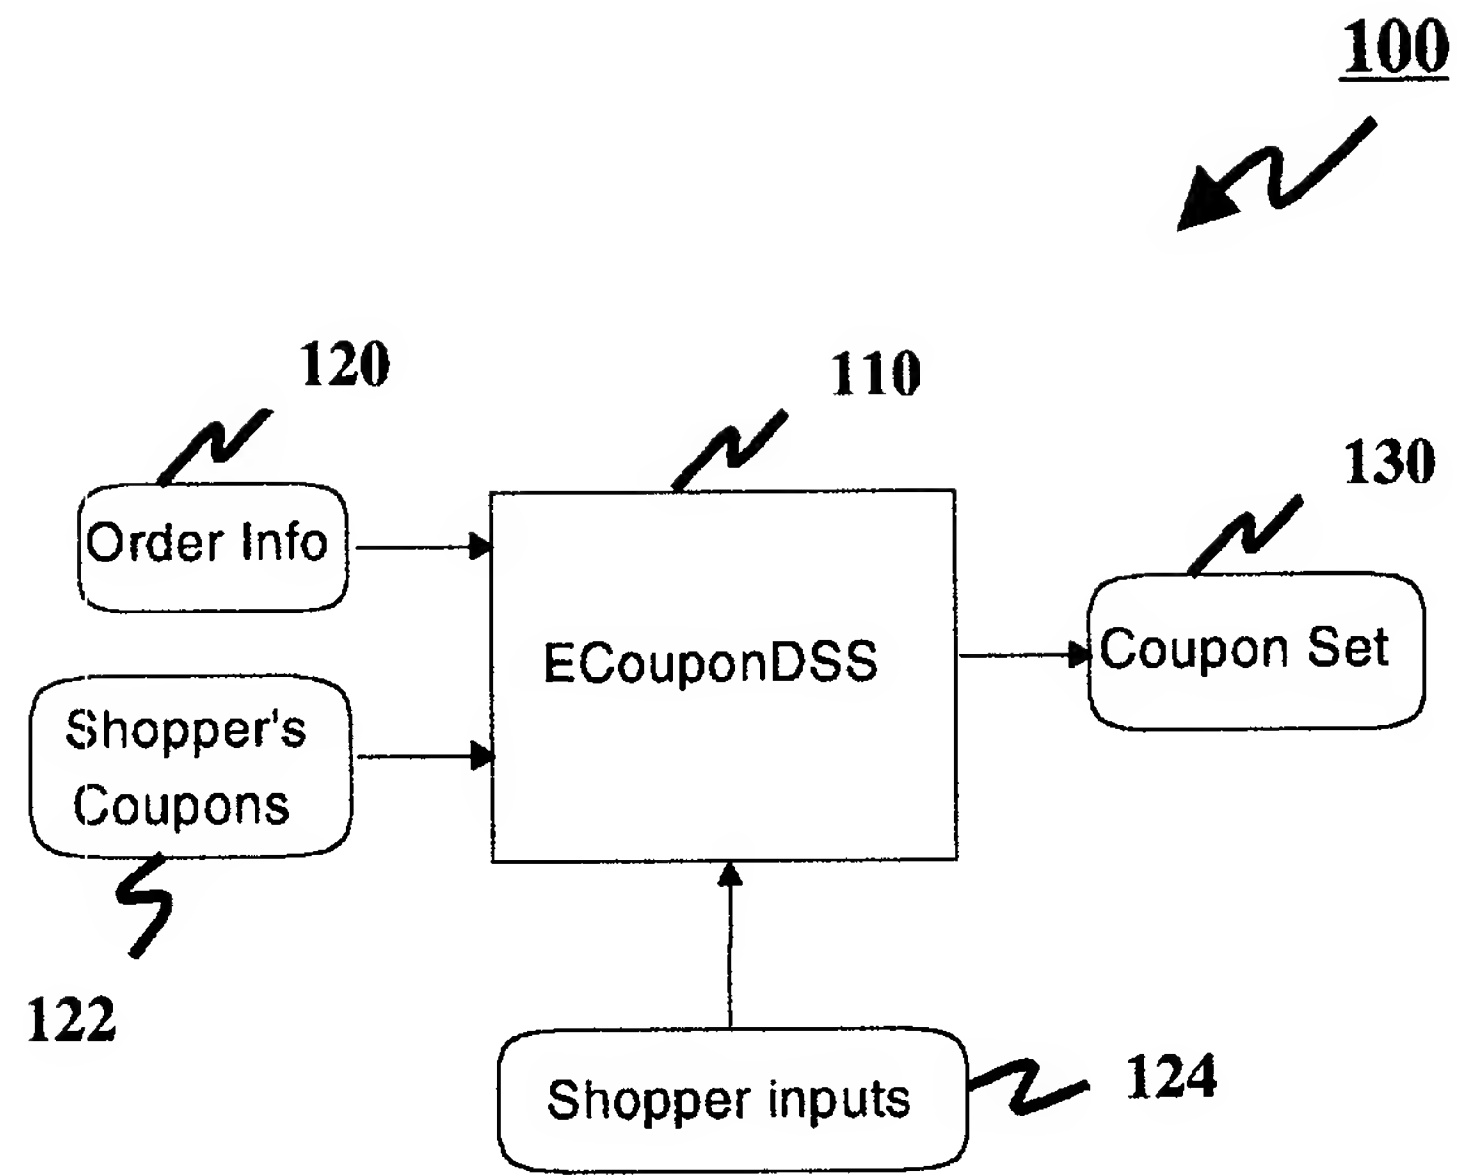 100
120
110
130
Order Info
ECouponDSS
Coupon Set
Shopper's
Coupons
122
Shopper inputs
124